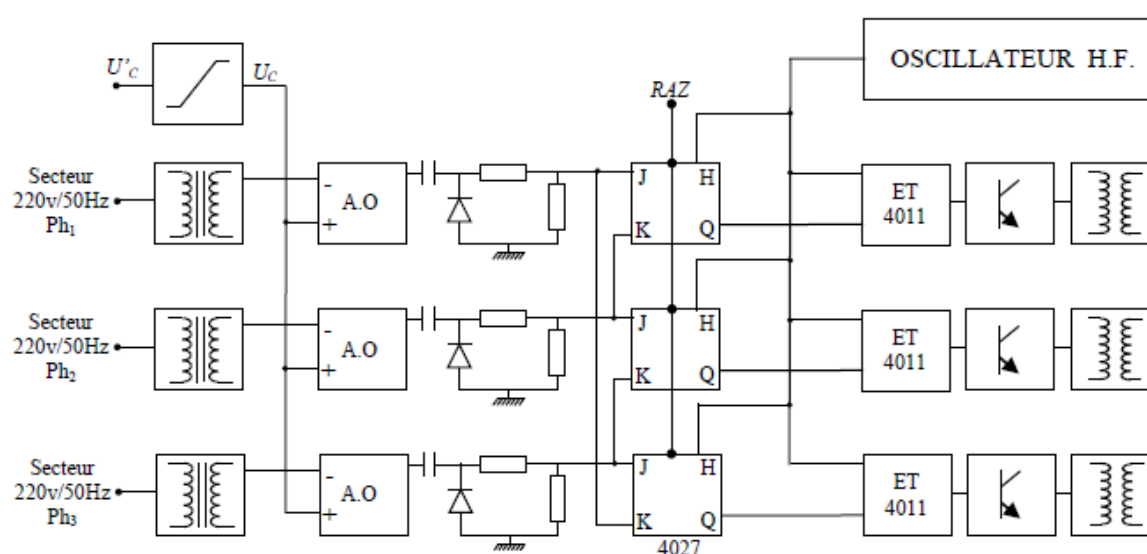 U'C
UC
OSCILLATEUR H.F.
RAZ
Secteur
220v/50Hz
Ph1
-
+
A.O
J
H
K
Q
ET
4011
Secteur
220v/50Hz
Ph2
-
+
A.O
J
H
K
Q
ET
4011
Secteur
220v/50Hz
Ph3
-
+
A.O
J
H
K
Q
4027
ET
4011